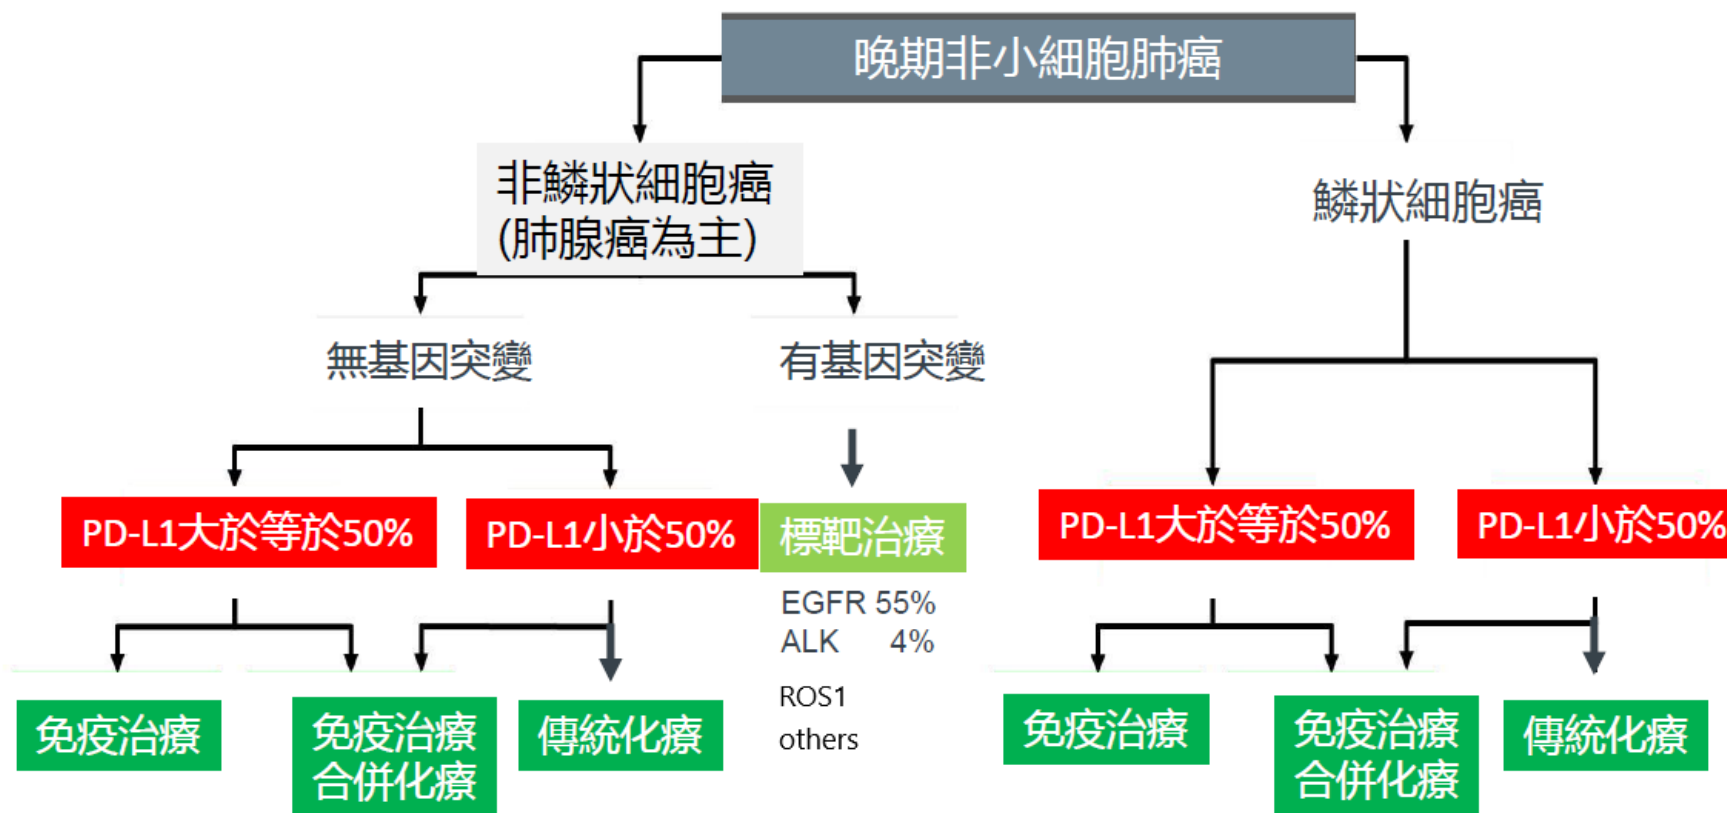 晚期非小細胞肺癌
非鱗狀細胞癌
(肺腺癌為主)
鱗狀細胞癌
無基因突變
有基因突變
PD-L1大於等於50%
PD-L1小於50%
標靶治療
PD-L1大於等於50%
PD-L1小於50%
EGFR 55%
ALK 4%
ROS1
others
免疫治療
免疫治療
合併化療
傳統化療
免疫治療
免疫治療
合併化療
傳統化療